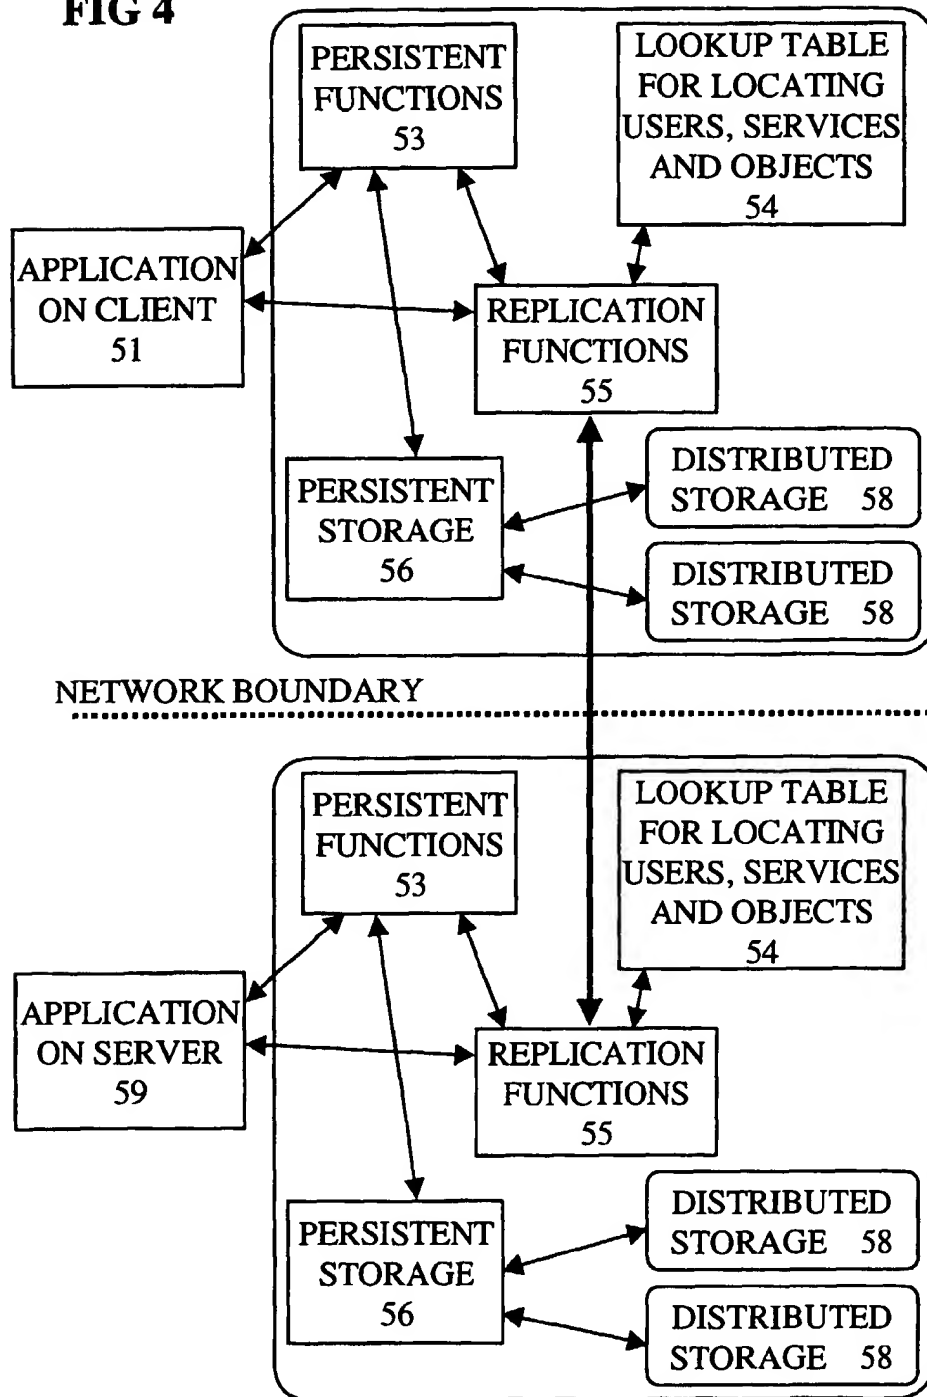 FIG 4
PERSISTENT
FUNCTIONS
53
LOOKUP TABLE
FOR LOCATING
USERS, SERVICES
AND OBJECTS
54
APPLICATION
ON CLIENT
51
REPLICATION
FUNCTIONS
55
PERSISTENT
STORAGE
56
DISTRIBUTED
STORAGE 58
DISTRIBUTED
STORAGE 58
NETWORK BOUNDARY
PERSISTENT
FUNCTIONS
53
LOOKUP TABLE
FOR LOCATING
USERS, SERVICES
AND OBJECTS
54
APPLICATION
ON SERVER
59
REPLICATION
FUNCTIONS
55
PERSISTENT
STORAGE
56
DISTRIBUTED
STORAGE 58
DISTRIBUTED
STORAGE 58